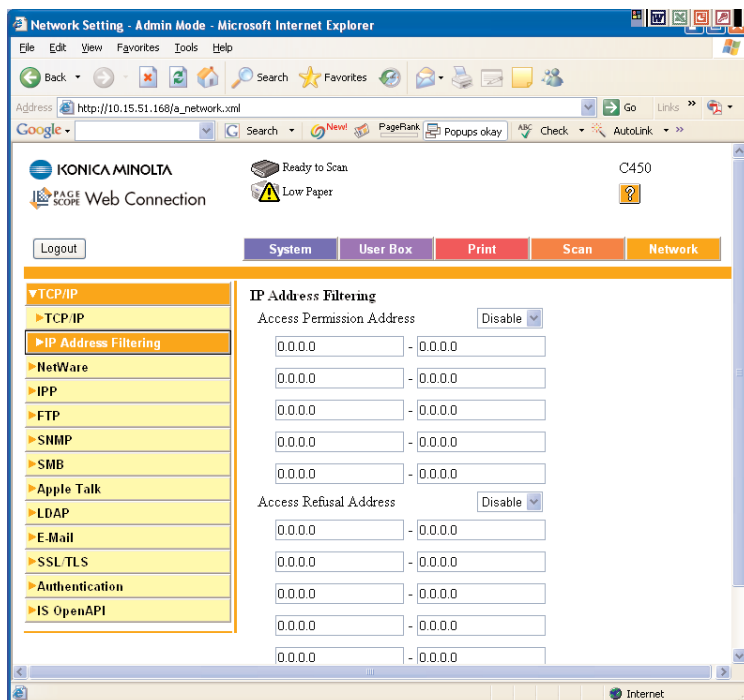 Network Setting - Admin Mode - Microsoft Internet Explorer
File Edit View Favorites Tools Help
Back Search Favorites
Address http://10.15.51.168/a_network.xml Go Links »
Google Search New! PageRank Popups okay ABC Check AutoLink »
KONICA MINOLTA Ready to Scan C450
PAGE SCOPE Web Connection Low Paper ?
Logout System User Box Print Scan Network
TCP/IP
TCP/IP
IP Address Filtering
NetWare
IPP
FTP
SNMP
SMB
Apple Talk
LDAP
E-Mail
SSL/TLS
Authentication
IS OpenAPI
IP Address Filtering
Access Permission Address Disable
0.0.0.0 - 0.0.0.0
0.0.0.0 - 0.0.0.0
0.0.0.0 - 0.0.0.0
0.0.0.0 - 0.0.0.0
0.0.0.0 - 0.0.0.0
Access Refusal Address Disable
0.0.0.0 - 0.0.0.0
0.0.0.0 - 0.0.0.0
0.0.0.0 - 0.0.0.0
0.0.0.0 - 0.0.0.0
0.0.0.0 - 0.0.0.0
Internet